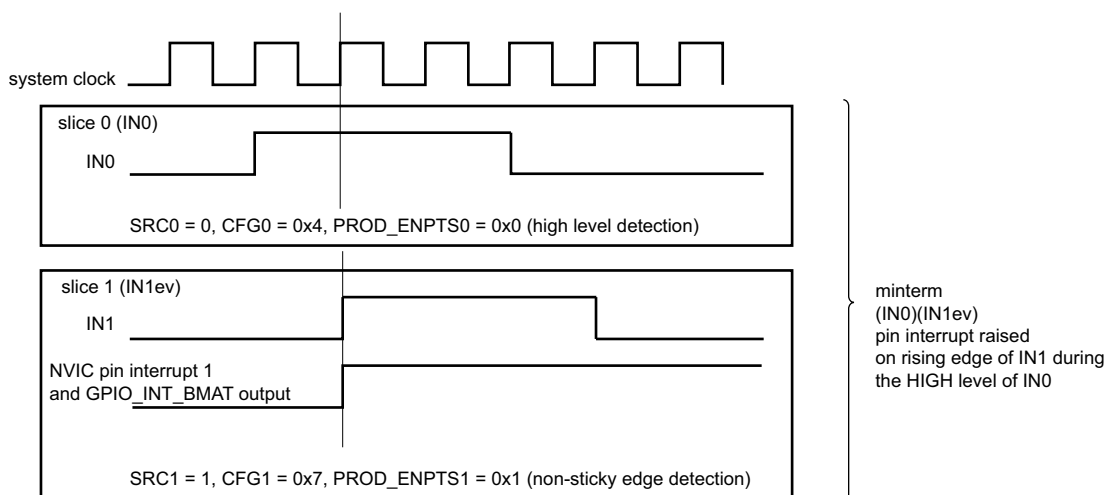 system clock
slice 0 (IN0)
IN0
SRC0 = 0, CFG0 = 0x4, PROD_ENPTS0 = 0x0 (high level detection)
slice 1 (IN1ev)
IN1
NVIC pin interrupt 1
and GPIO_INT_BMAT output
SRC1 = 1, CFG1 = 0x7, PROD_ENPTS1 = 0x1 (non-sticky edge detection)
minterm
(IN0)(IN1ev)
pin interrupt raised
on rising edge of IN1 during
the HIGH level of IN0